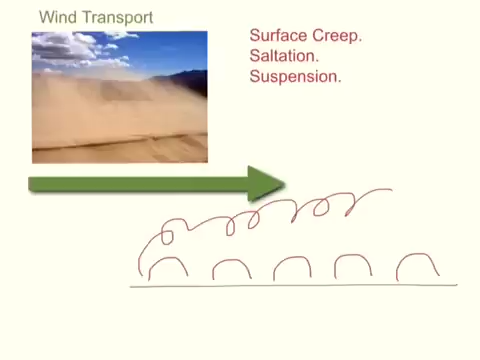 Wind Transport
Surface Creep.
Saltation.
Suspension.